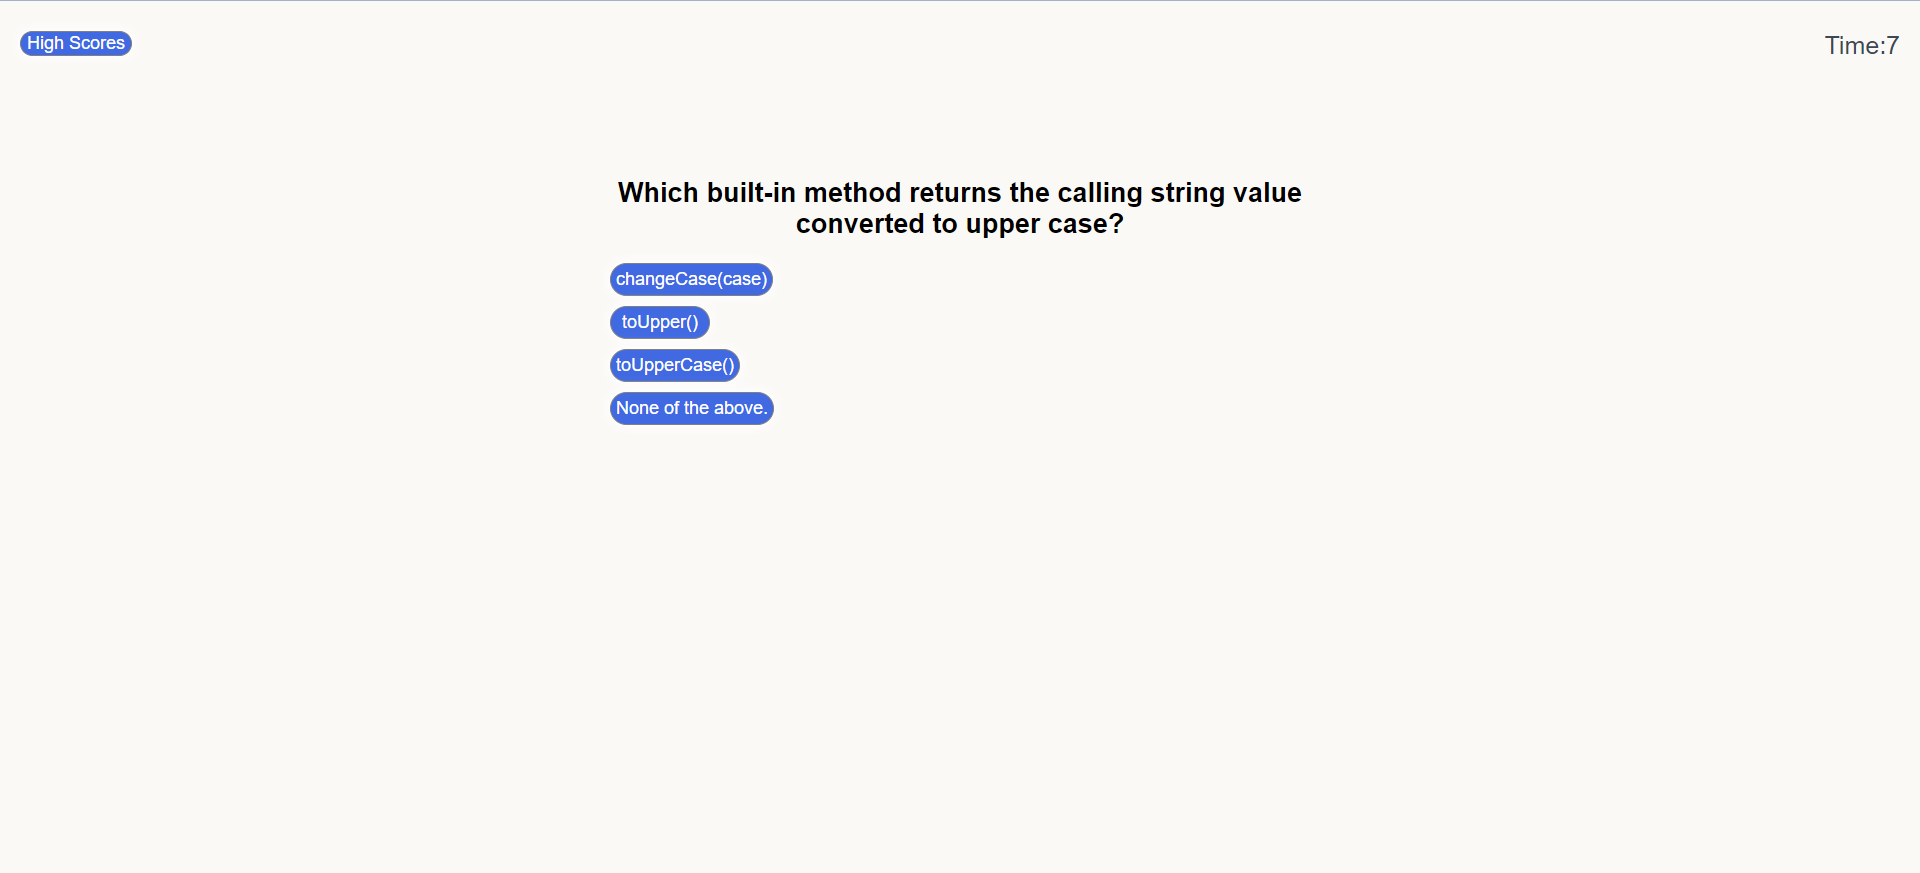 High Scores
Time:7
Which built-in method returns the calling string value
converted to upper case?
changeCase(case)
toUpper()
toUpperCase()
None of the above.